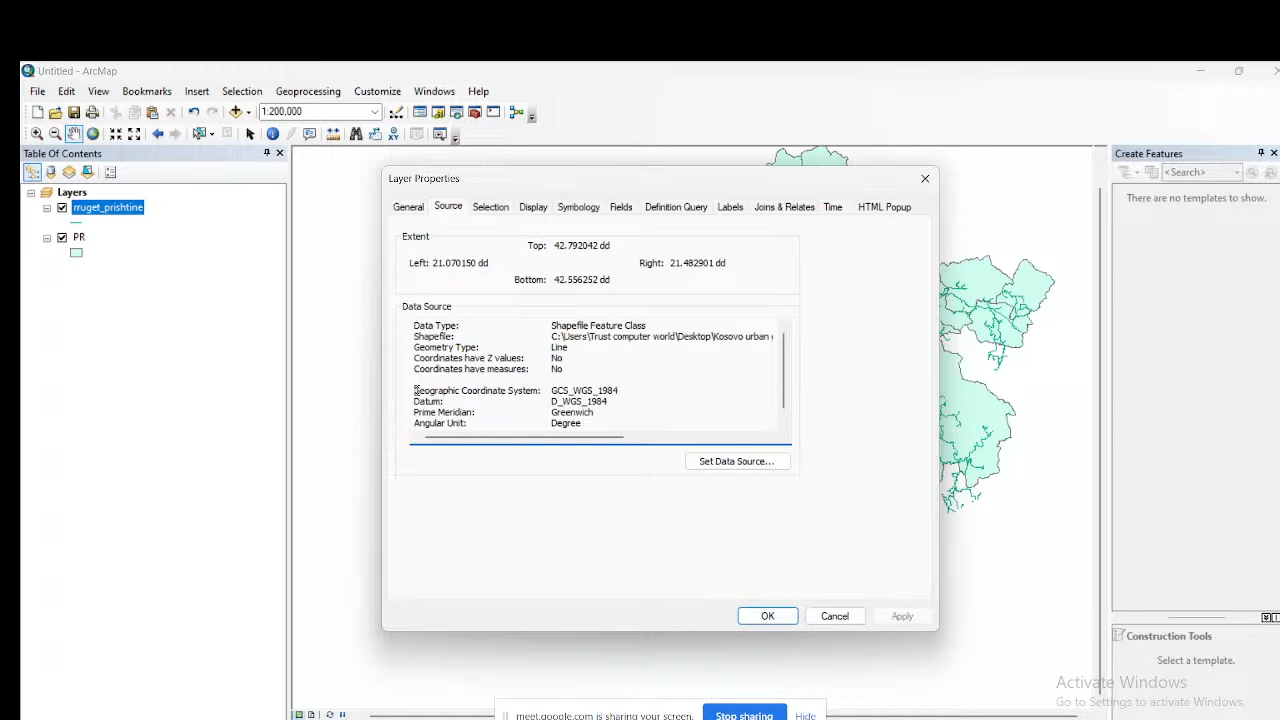 Untitled - ArcMap
File Edit View Bookmarks Insert Selection Geoprocessing Customize Windows Help
1:200,000
Table Of Contents
Layers
rruget_prishtine
PR
Layer Properties
General Source Selection Display Symbology Fields Definition Query Labels Joins & Relates Time HTML Popup
Extent
Top: 42.792042 dd
Left: 21.070150 dd Right: 21.482901 dd
Bottom: 42.556252 dd
Data Source
Data Type: Shapefile Feature Class
Shapefile: C:\Users\Trust computer world\Desktop\Kosovo urban
Geometry Type: Line
Coordinates have Z values: No
Coordinates have measures: No
Geographic Coordinate System: GCS_WGS_1984
Datum: D_WGS_1984
Prime Meridian: Greenwich
Angular Unit: Degree
Set Data Source...
OK Cancel Apply
Create Features
<Search>
There are no templates to show.
Construction Tools
Select a template.
Activate Windows
Go to Settings to activate Windows.
meet.google.com is sharing your screen. Stop sharing Hide